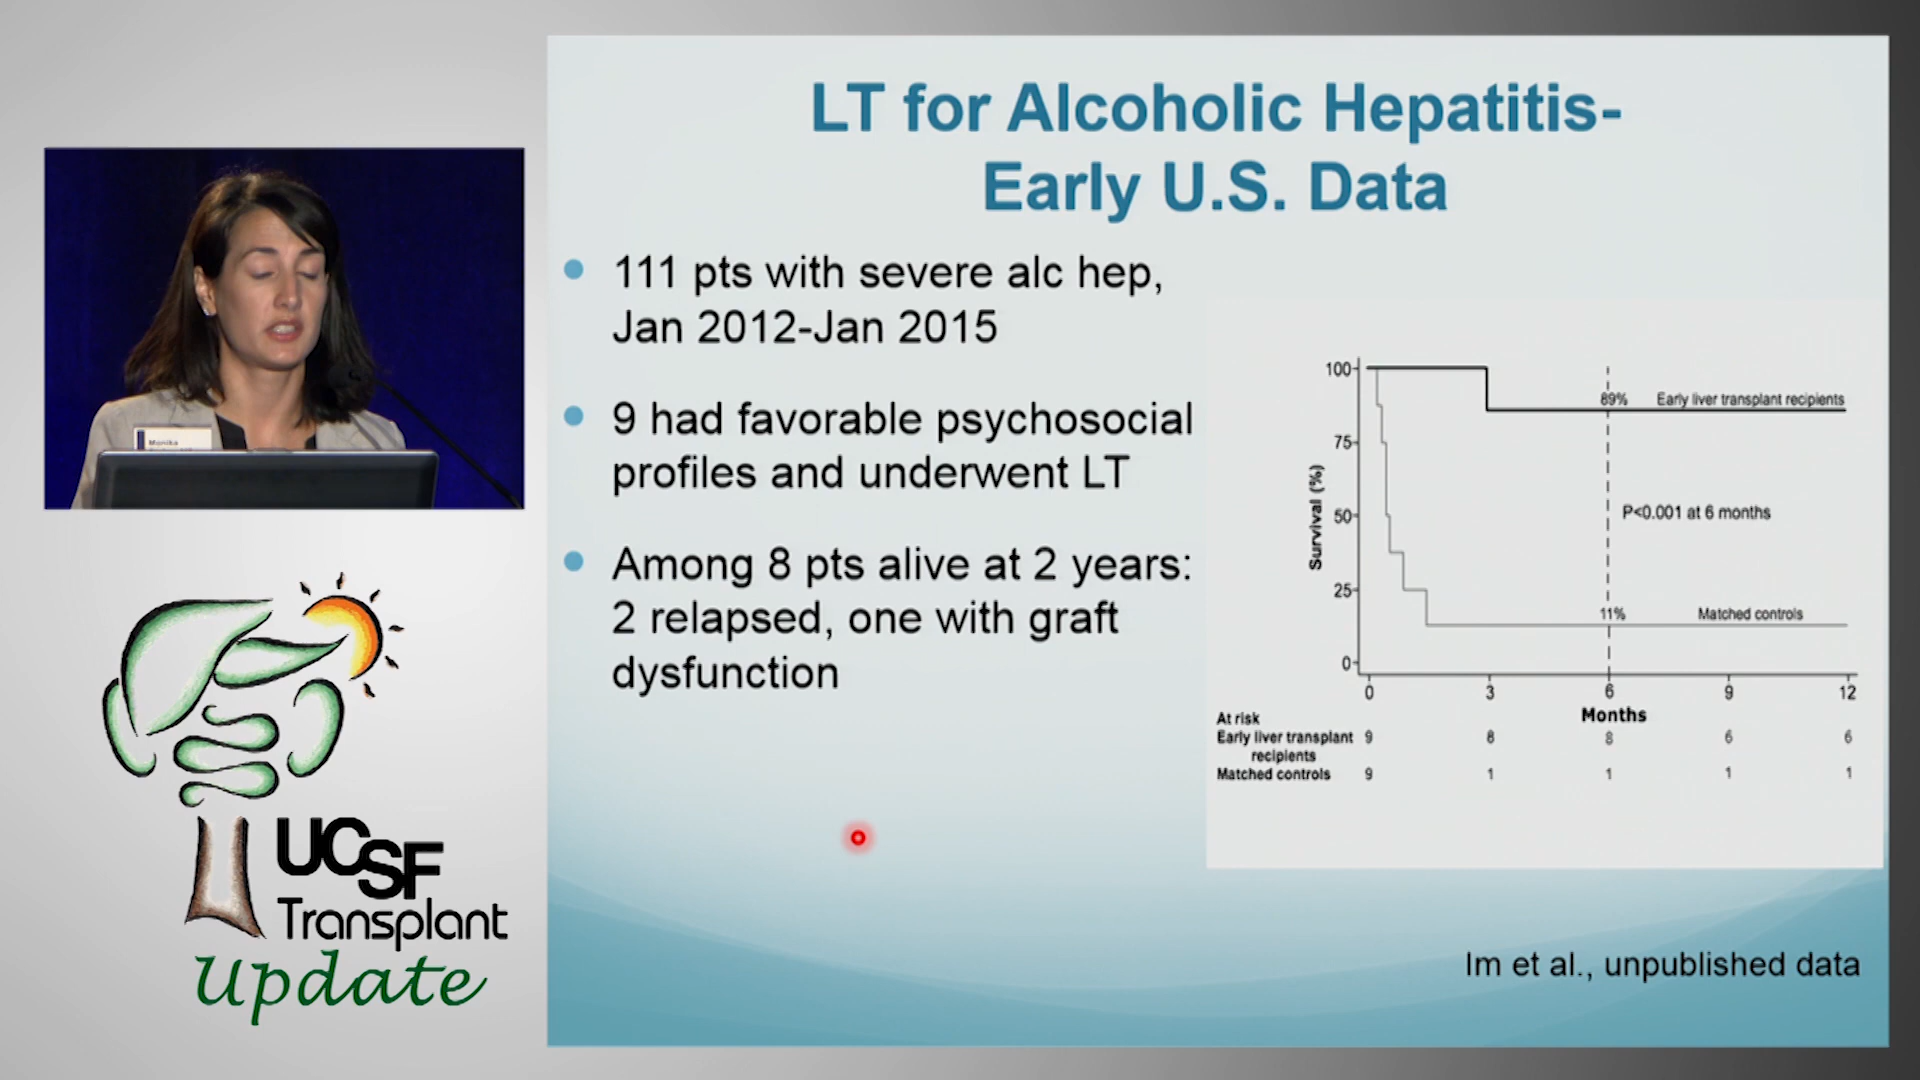 LT for Alcoholic Hepatitis-
Early U.S. Data
111 pts with severe alc hep,
Jan 2012-Jan 2015
9 had favorable psychosocial
profiles and underwent LT
Among 8 pts alive at 2 years:
2 relapsed, one with graft
dysfunction
100
75
50
25
0
Survival (%)
89% Early liver transplant recipients
P<0.001 at 6 months
11% Matched controls
0 3 6 9 12
Months
At risk
Early liver transplant 9 8 8 6 6
recipients
Matched controls 9 1 1 1 1
Im et al., unpublished data
Monika
UCSF
Transplant
Update